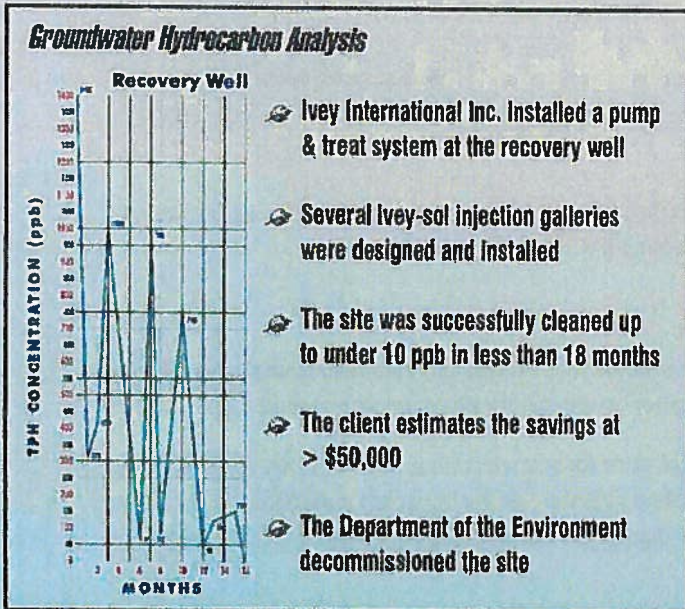 Groundwater Hydrocarbon Analysis
Recovery Well
TPH CONCENTRATION (ppb)
MONTHS
Ivey International Inc. Installed a pump
& treat system at the recovery well
Several Ivey-sol injection galleries
were designed and installed
The site was successfully cleaned up
to under 10 ppb in less than 18 months
The client estimates the savings at
> $50,000
The Department of the Environment
decommissioned the site